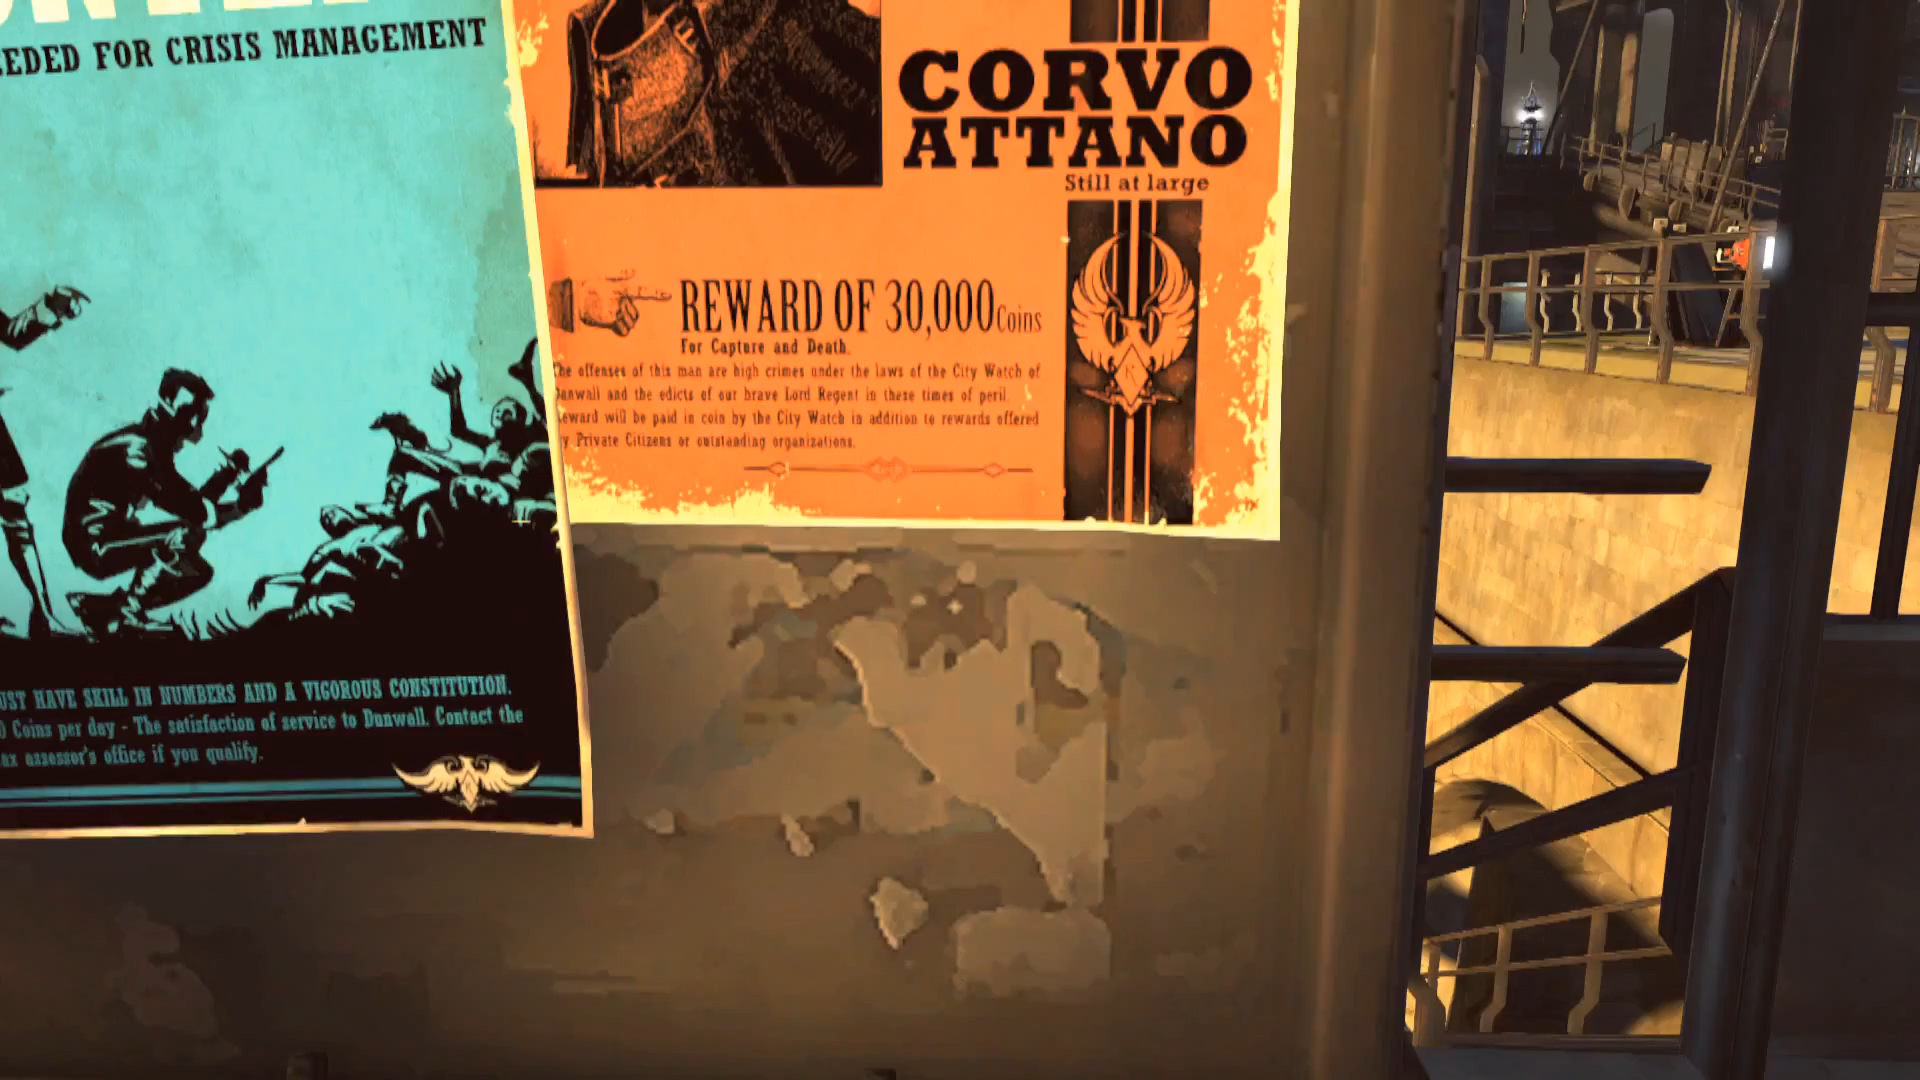 EEDED FOR CRISIS MANAGEMENT
UST HAVE SKILL IN NUMBERS AND A VIGOROUS CONSTITUTION.
0 Coins per day - The satisfaction of service to Dunwall. Contact the
ax assessor's office if you qualify.
CORVO
ATTANO
Still at large
REWARD OF 30,000 Coins
For Capture and Death.
The offenses of this man are high crimes under the laws of the City Watch of
Dunwall and the edicts of our brave Lord Regent in these times of peril.
Reward will be paid in coin by the City Watch in addition to rewards offered
y Private Citizens or outstanding organizations.